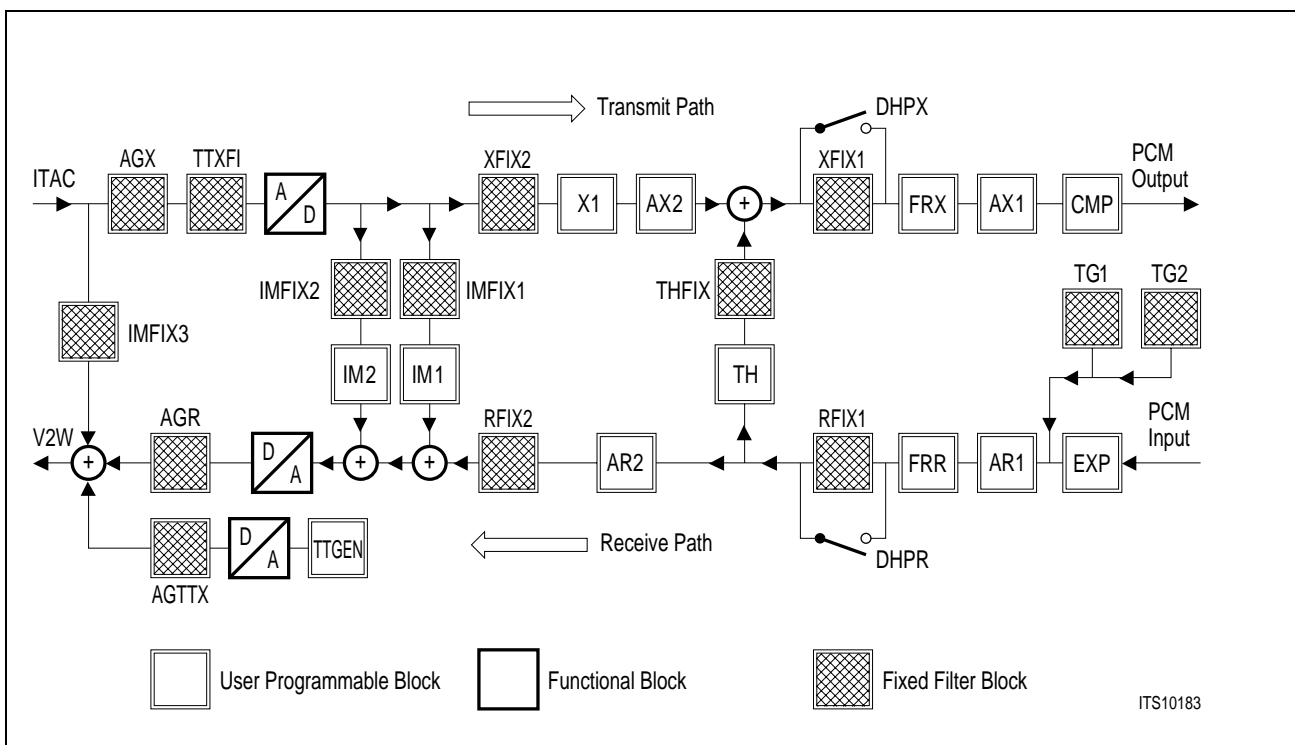 Transmit Path
DHPX
AGX
TTXFI
XFIX2
XFIX1
PCM
Output
ITAC
A
D
X1
AX2
+
FRX
AX1
CMP
TG1
TG2
IMFIX2
IMFIX1
THFIX
IMFIX3
IM2
IM1
TH
PCM
Input
AGR
RFIX2
RFIX1
V2W
+
D
A
+
+
AR2
FRR
AR1
EXP
D
A
TTGEN
Receive Path
DHPR
AGTTX
User Programmable Block
Functional Block
Fixed Filter Block
ITS10183